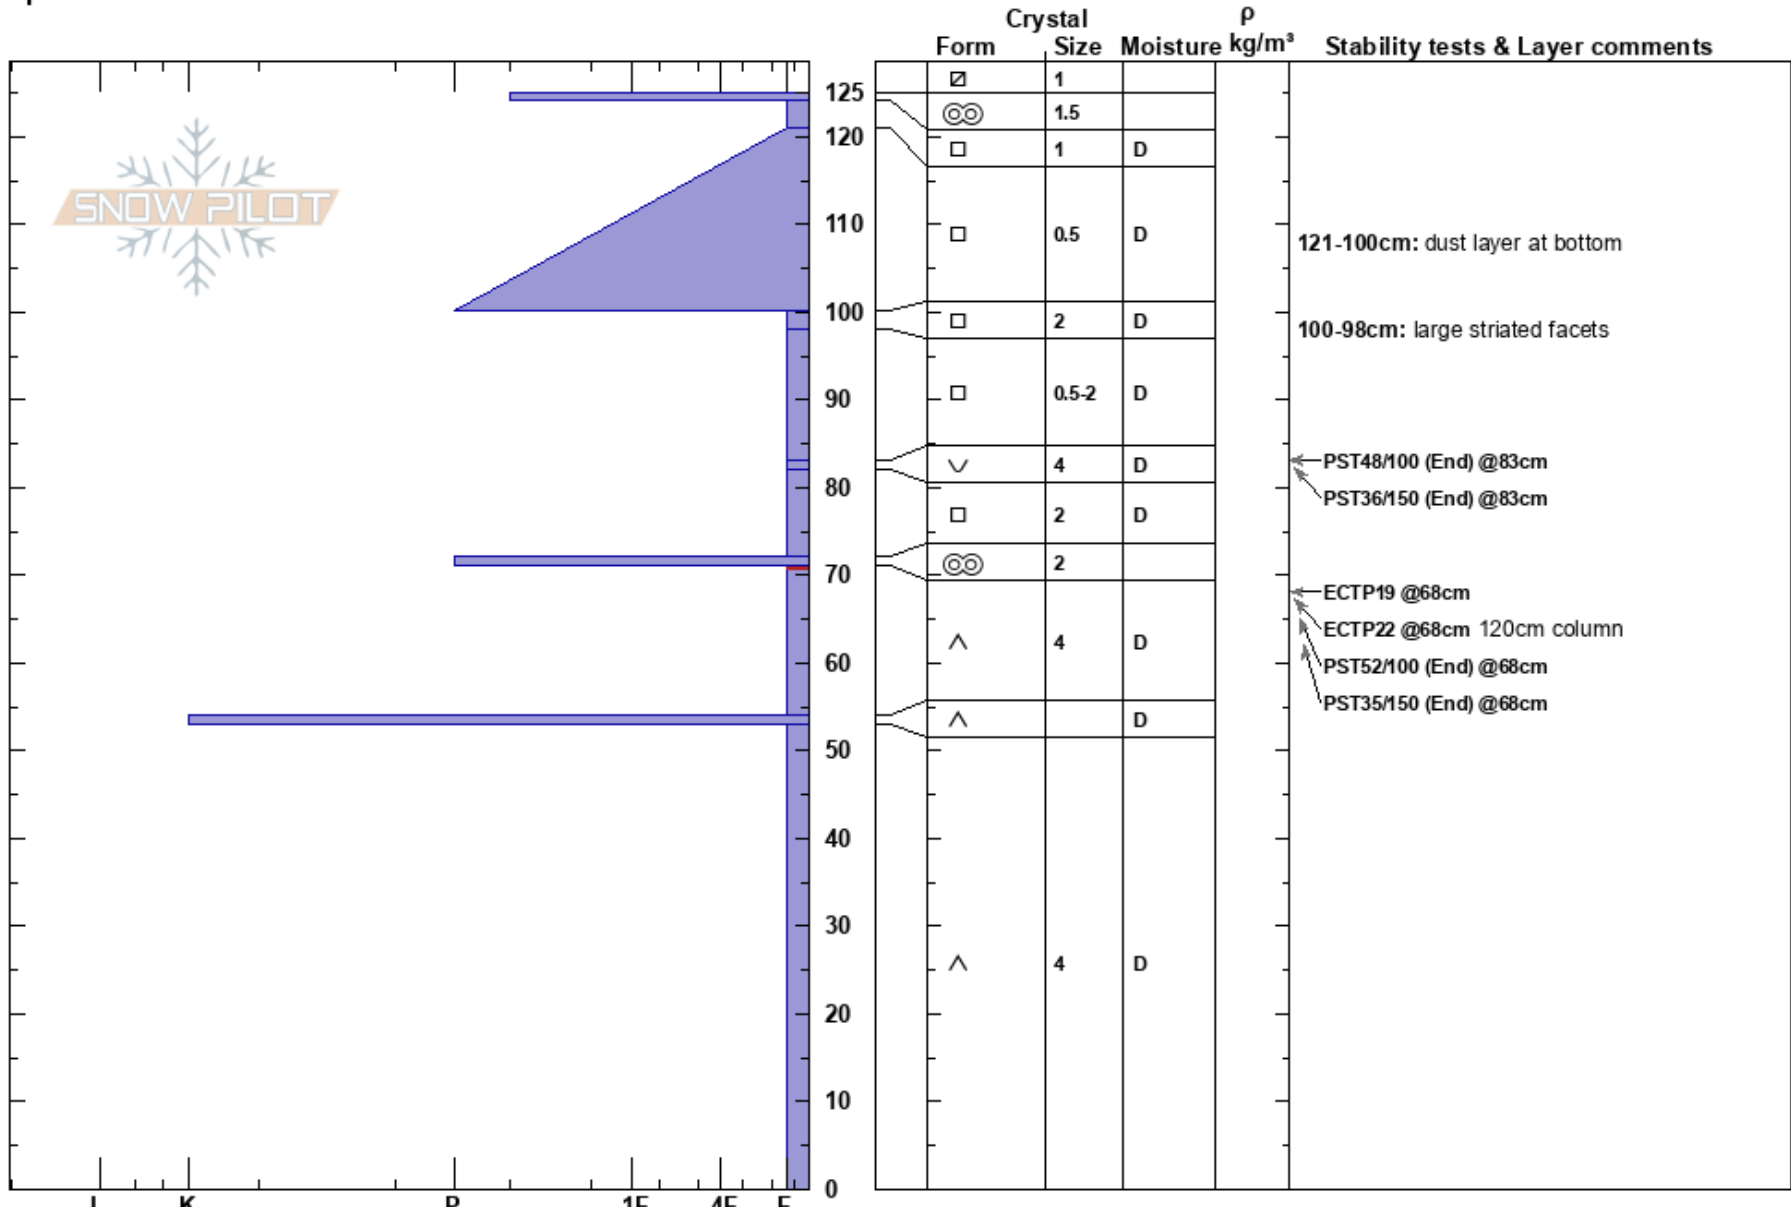 Crystal ρ
Form Size Moisture kg/m³ Stability tests & Layer comments
SNOW PILOT
125
120
110
100
90
80
70
60
50
40
30
20
10
0
1
1.5
1 D
0.5 D 121-100cm: dust layer at bottom
2 D 100-98cm: large striated facets
0.5-2 D
4 D PST48/100 (End) @83cm
2 D PST36/150 (End) @83cm
2
ECTP19 @68cm
4 D ECTP22 @68cm 120cm column
PST52/100 (End) @68cm
D PST35/150 (End) @68cm
4 D